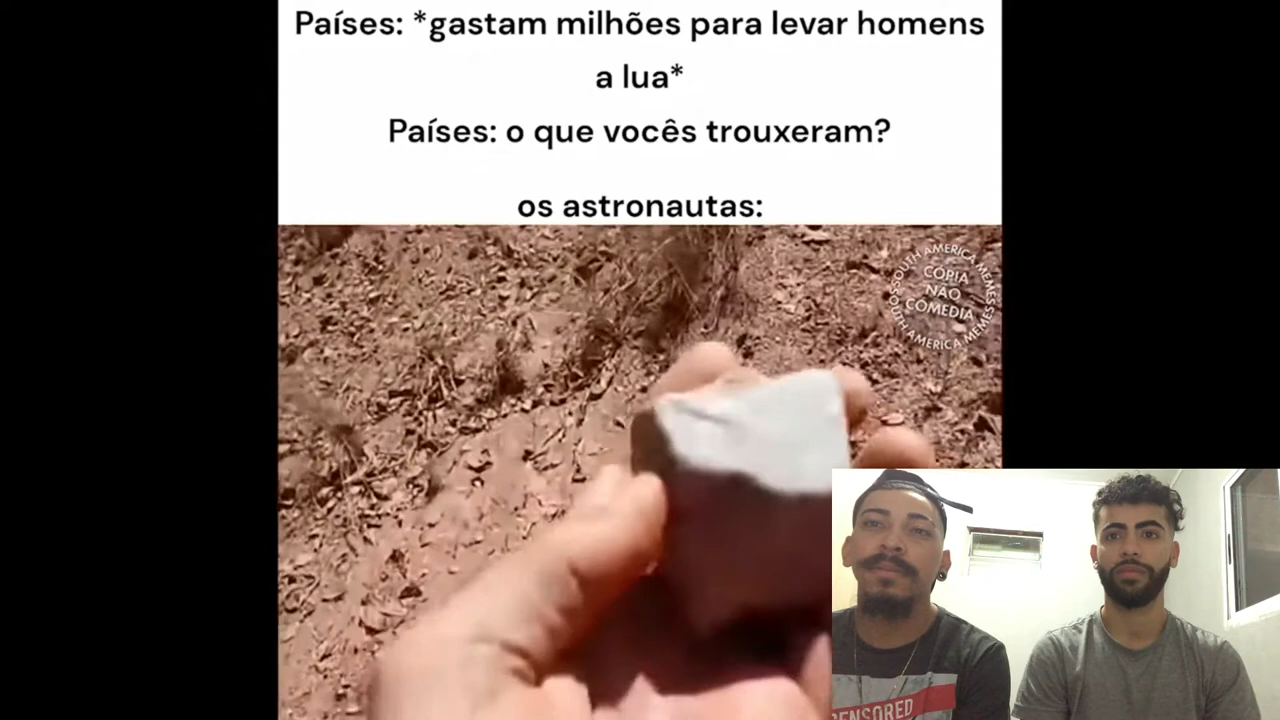 Países: *gastam milhões para levar homens
a lua*
Países: o que vocês trouxeram?
os astronautas:
SOUTH AMERICA MEMES
CÓPIA
NÃO
COMÉDIA
SOUTH AMERICA MEMES
CENSORED